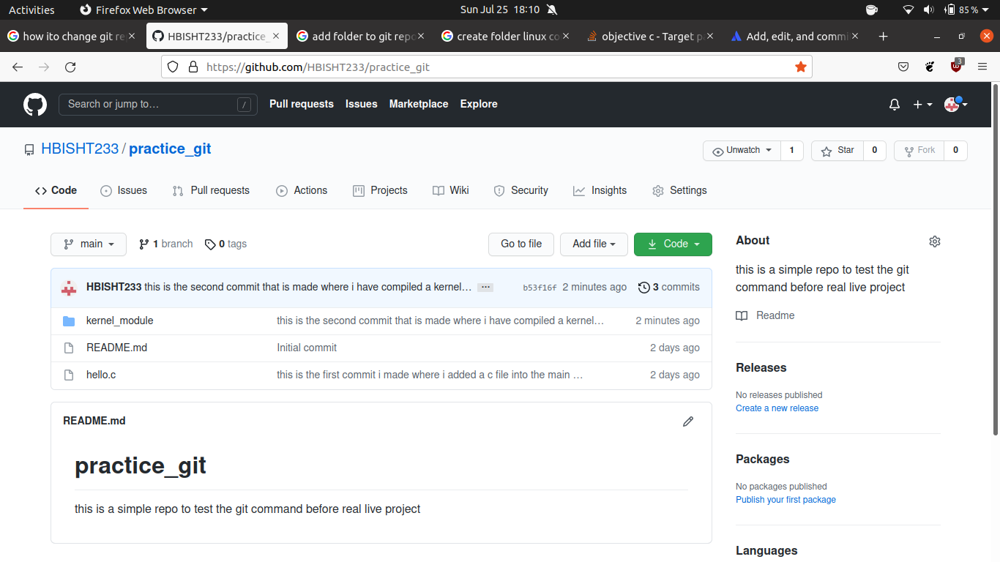 Activities Firefox Web Browser Sun Jul 25 18:10 85 %
how ito change git re HBISHT233/practice_ add folder to git repo create folder linux co objective c - Target p Add, edit, and commi
https://github.com/HBISHT233/practice_git 3
Search or jump to… / Pull requests Issues Marketplace Explore
HBISHT233 / practice_git Unwatch 1 Star 0 Fork 0
Code Issues Pull requests Actions Projects Wiki Security Insights Settings
main 1 branch 0 tags Go to file Add file Code
HBISHT233 this is the second commit that is made where i have compiled a kernel… … b53f16f 2 minutes ago 3 commits
kernel_module this is the second commit that is made where i have compiled a kernel… 2 minutes ago
README.md Initial commit 2 days ago
hello.c this is the first commit i made where i added a c file into the main … 2 days ago
README.md
practice_git
this is a simple repo to test the git command before real live project
About
this is a simple repo to test the git
command before real live project
Readme
Releases
No releases published
Create a new release
Packages
No packages published
Publish your first package
Languages